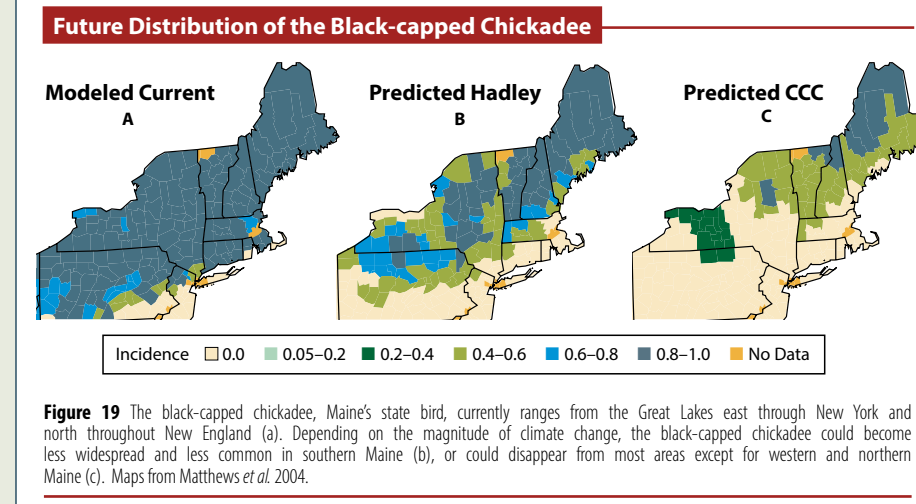 Future Distribution of the Black-capped Chickadee
Modeled Current
A
Predicted Hadley
B
Predicted CCC
C
Incidence 0.0 0.05–0.2 0.2–0.4 0.4–0.6 0.6–0.8 0.8–1.0 No Data
Figure 19 The black-capped chickadee, Maine's state bird, currently ranges from the Great Lakes east through New York and
north throughout New England (a). Depending on the magnitude of climate change, the black-capped chickadee could become
less widespread and less common in southern Maine (b), or could disappear from most areas except for western and northern
Maine (c). Maps from Matthews et al. 2004.